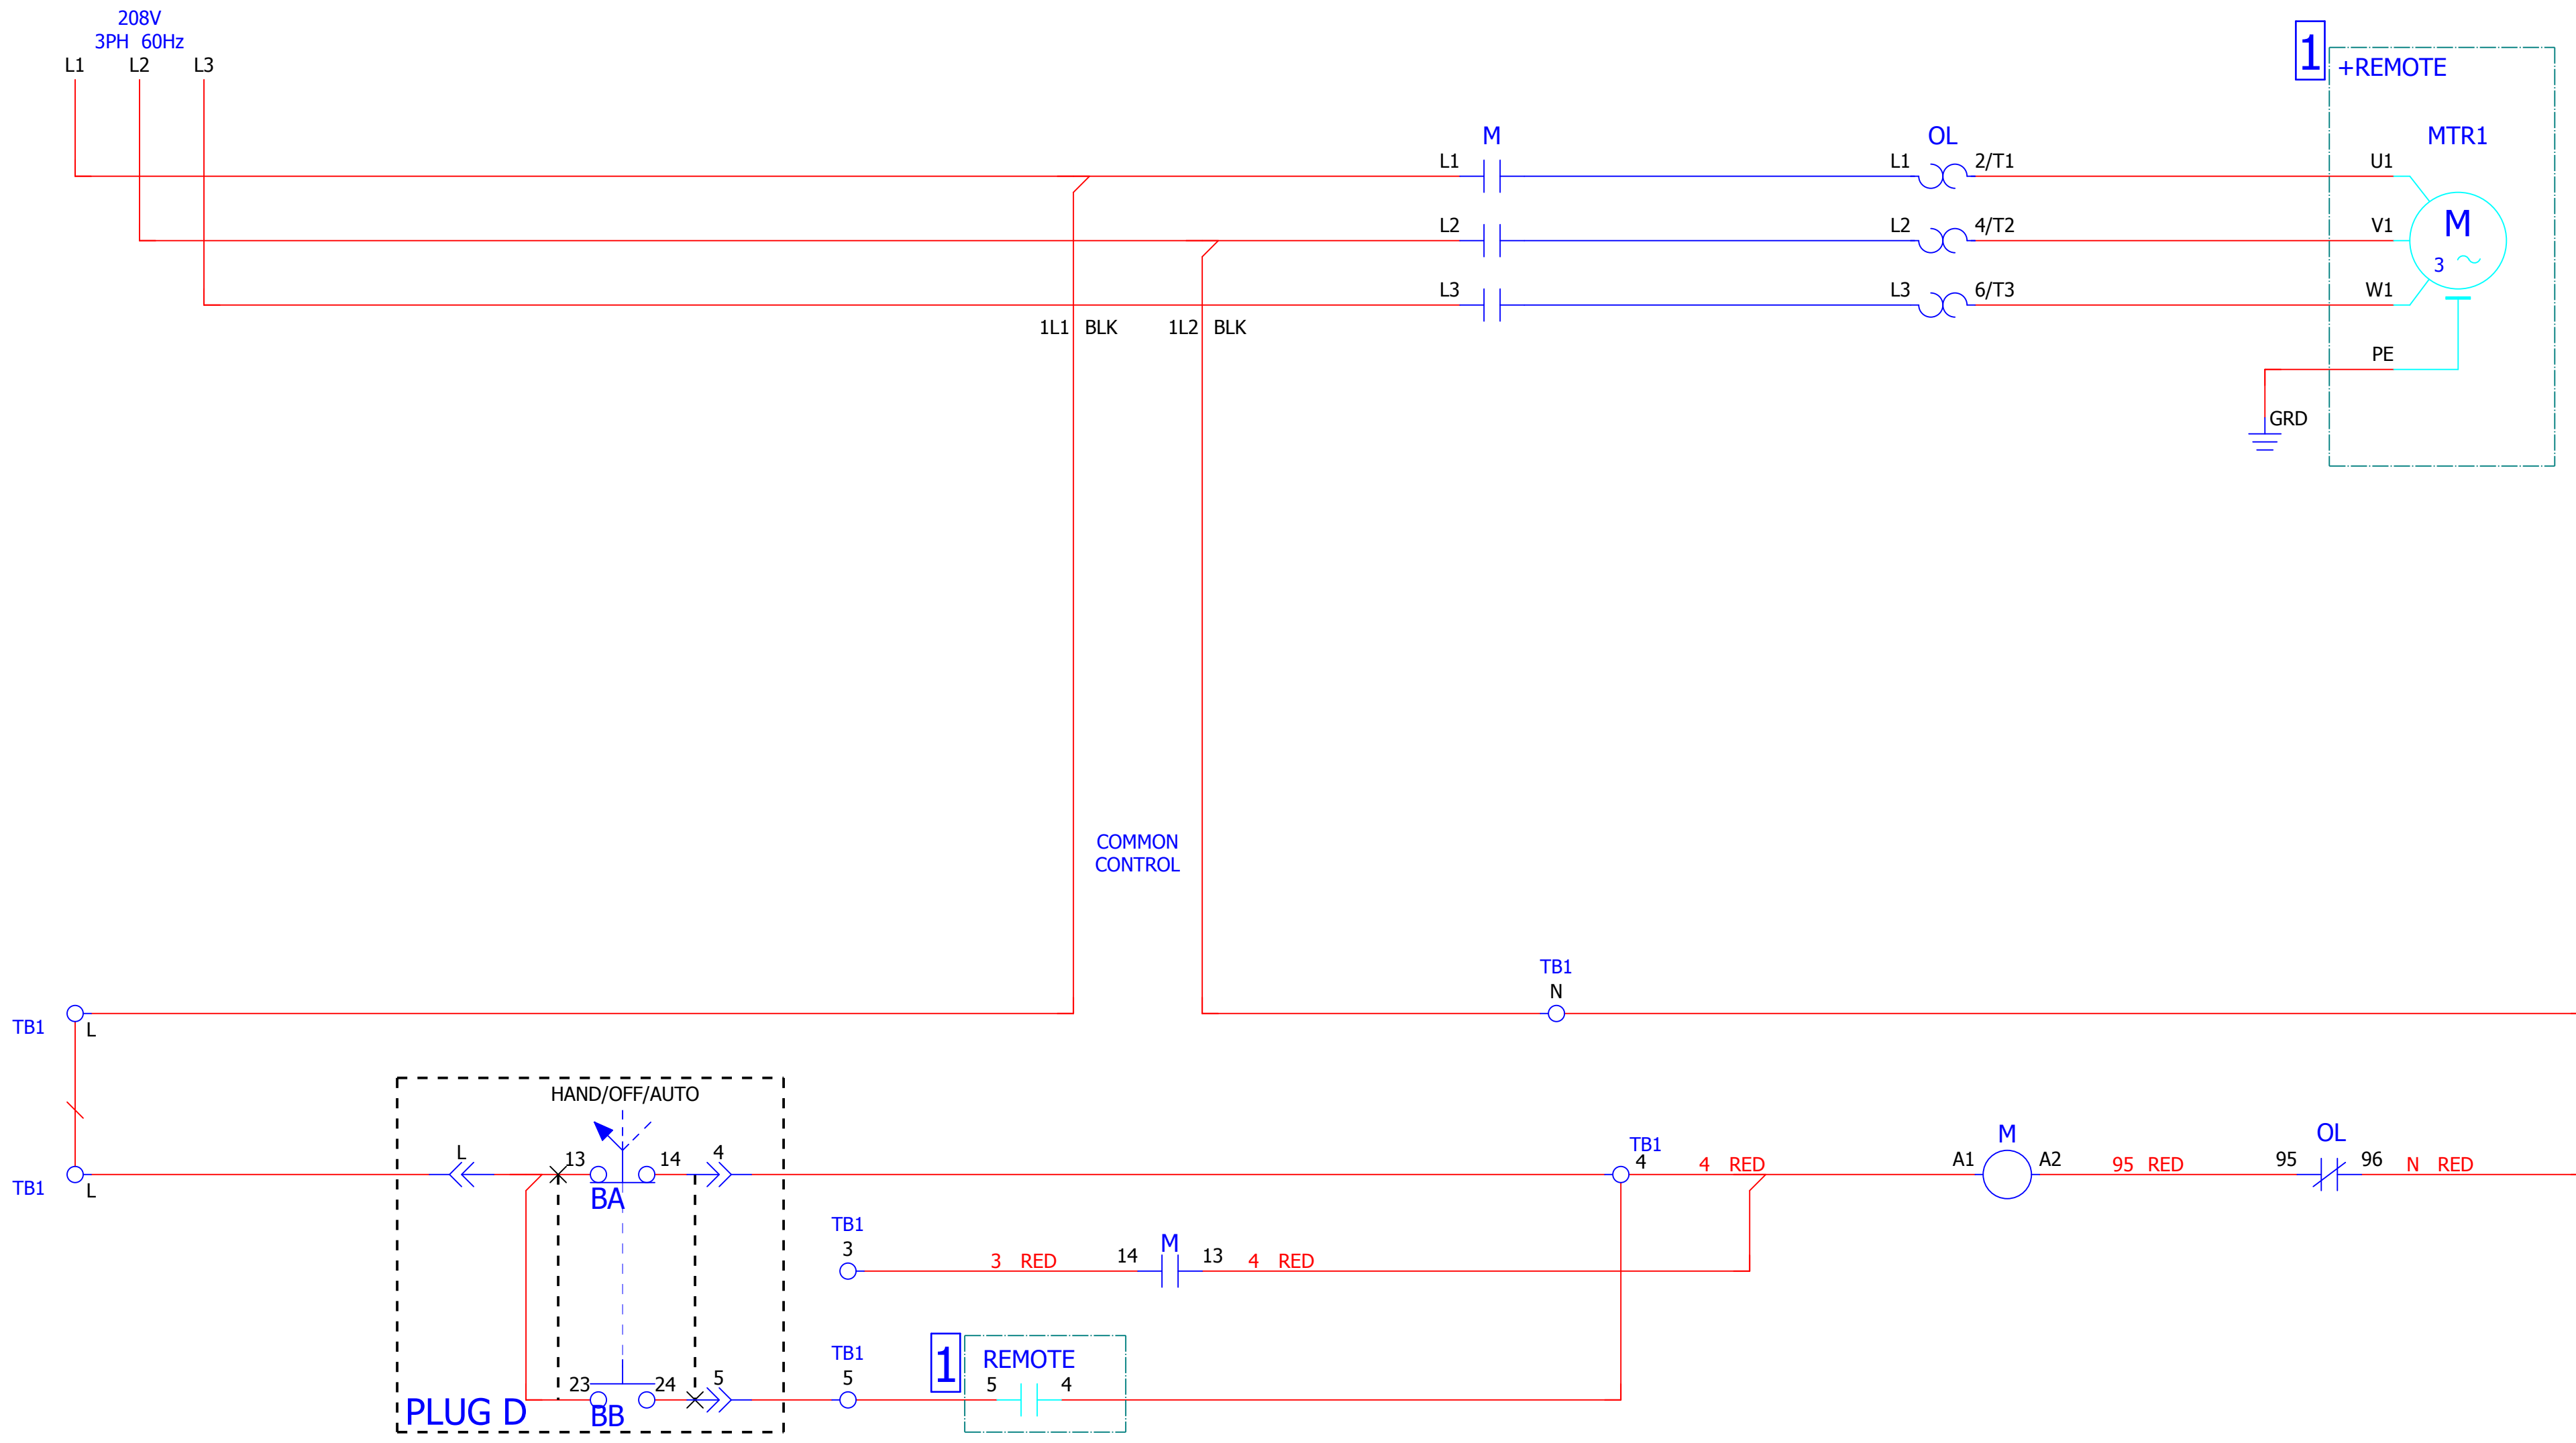 208V
3PH 60Hz
L1 L2 L3
1
+REMOTE
M OL MTR1
L1 L1 2/T1 U1
L2 L2 4/T2 V1
M
3
L3 L3 6/T3 W1
1L1 BLK 1L2 BLK
PE
GRD
COMMON
CONTROL
TB1
N
TB1 L
HAND/OFF/AUTO
L 13 14 4
TB1
4
4 RED
A1 M A2
95 RED
OL
95 96
N RED
TB1 L
BA
TB1
3
3 RED
14 M 13
4 RED
TB1
5
1
REMOTE
5 4
23 24 5
PLUG D
BB